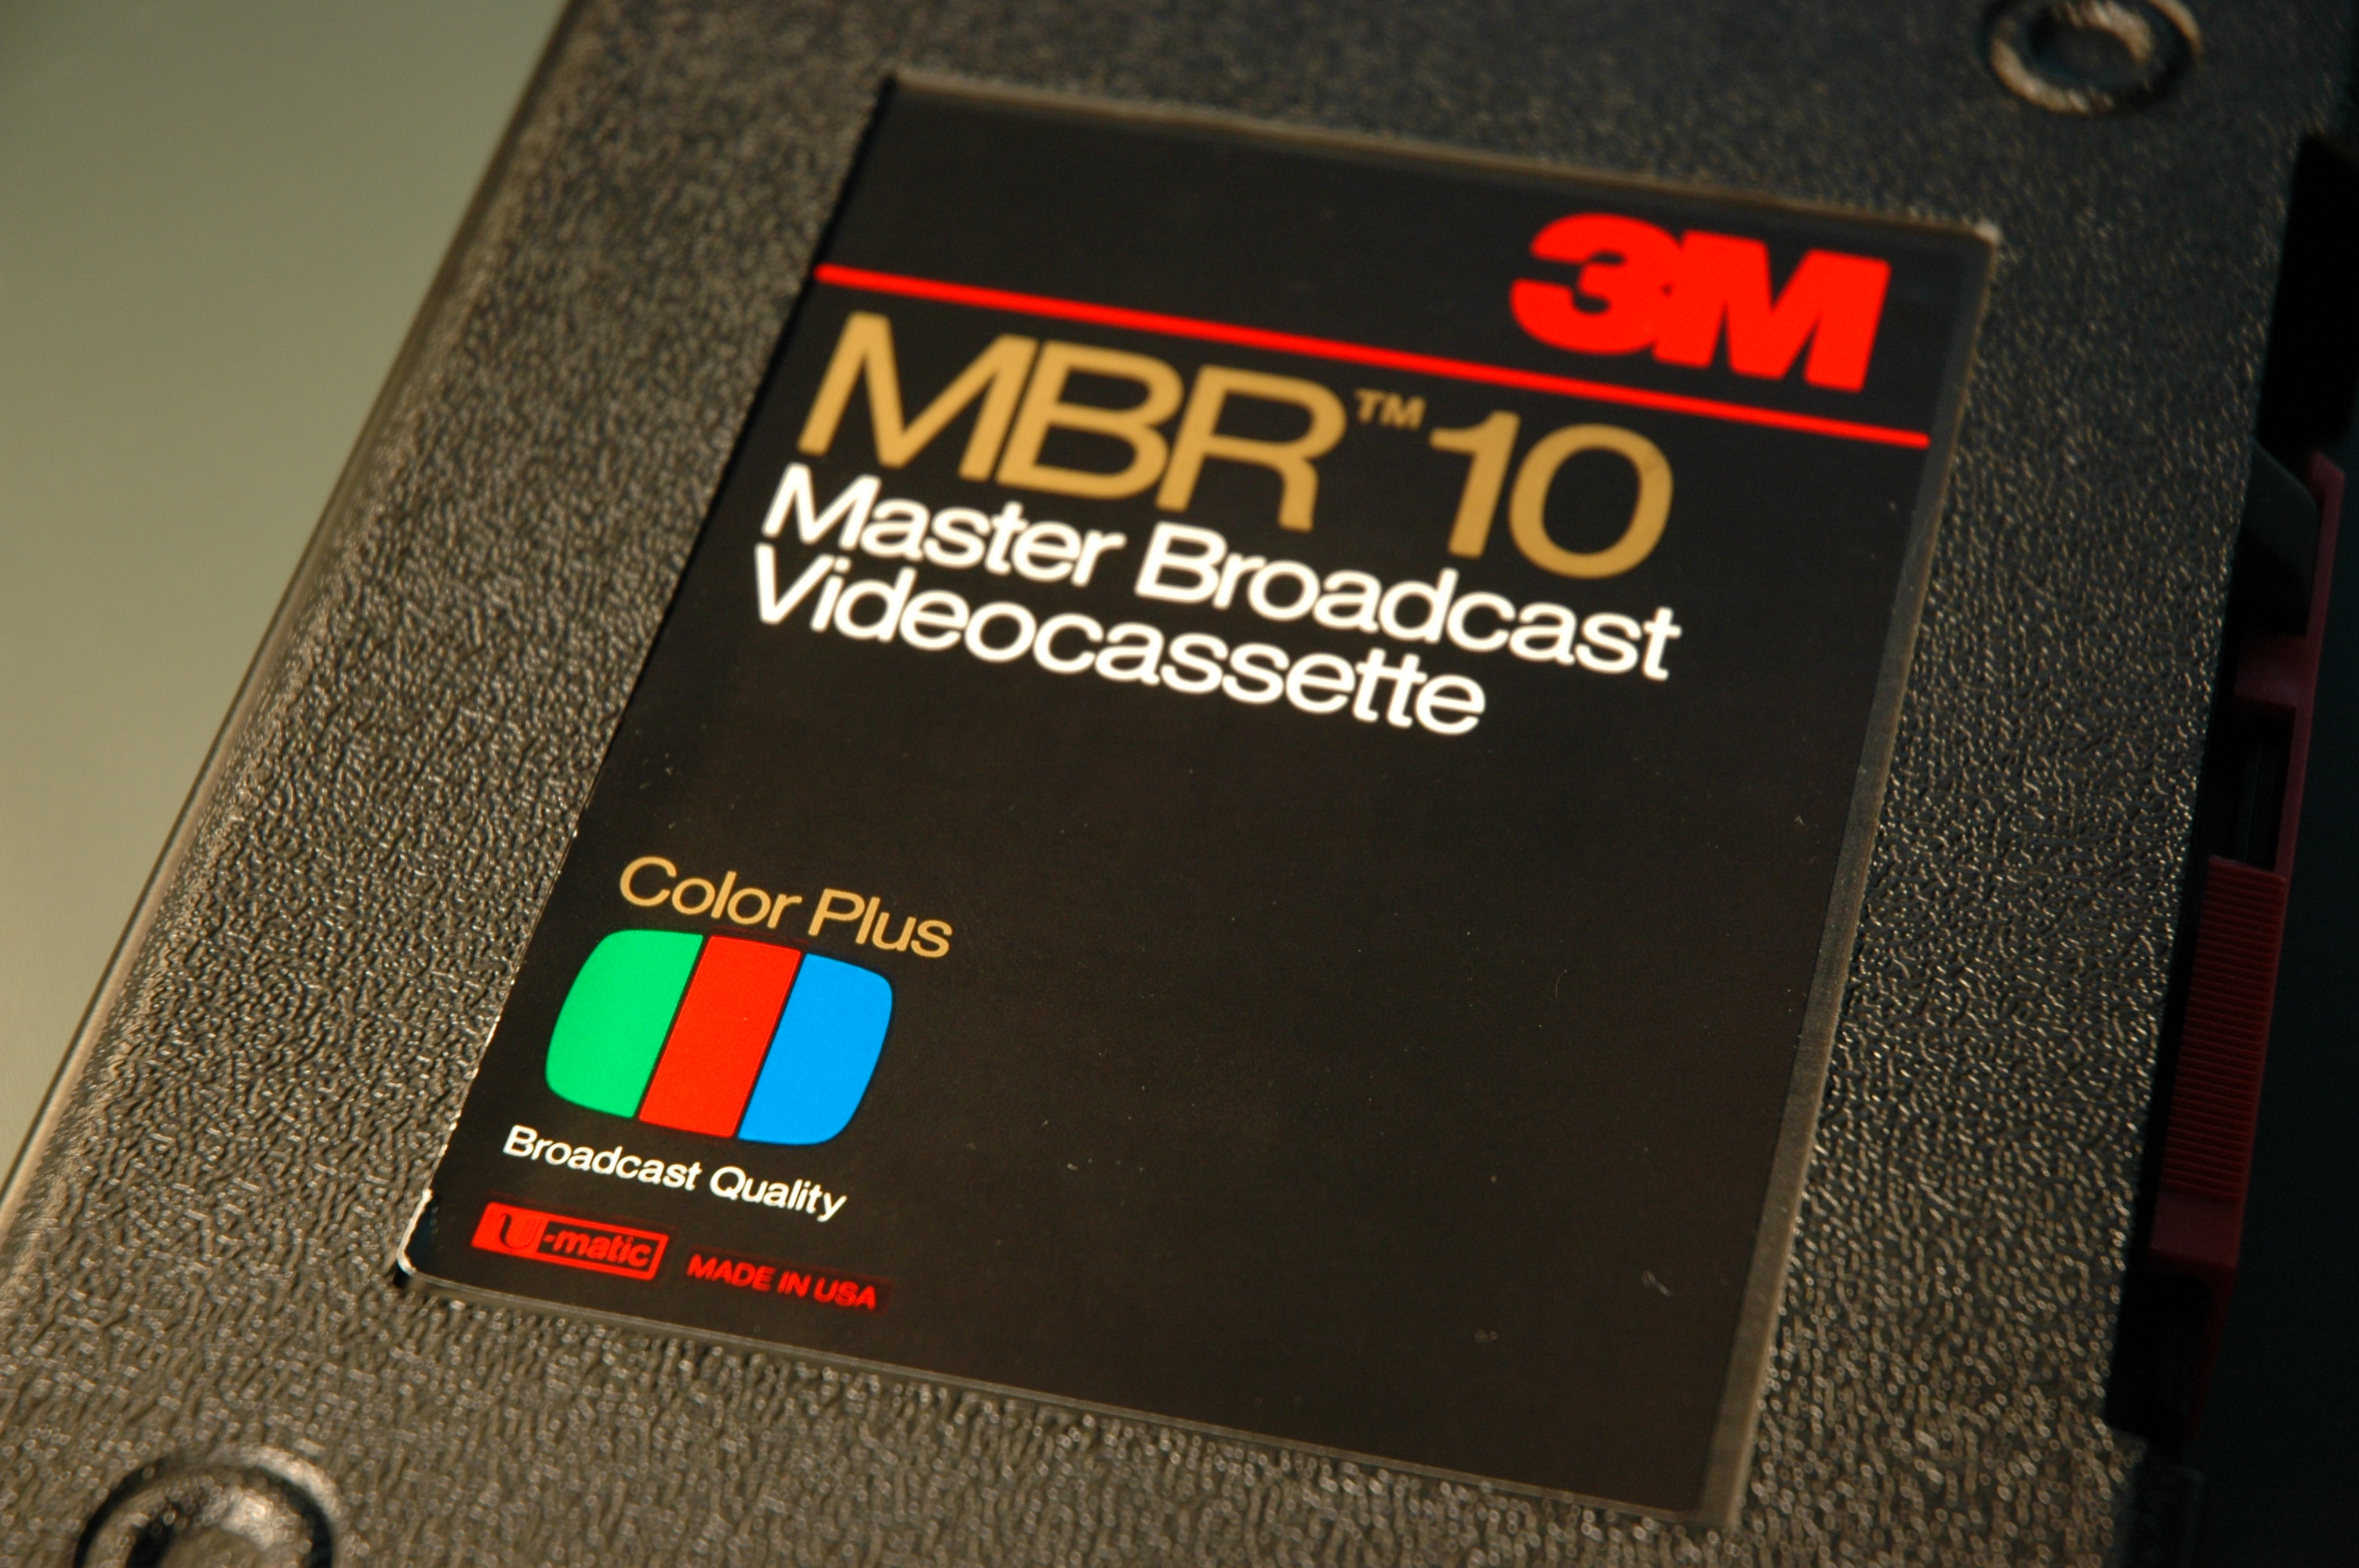 3M
MBR™ 10
Master Broadcast
Videocassette
Color Plus
Broadcast Quality
U-matic MADE IN USA